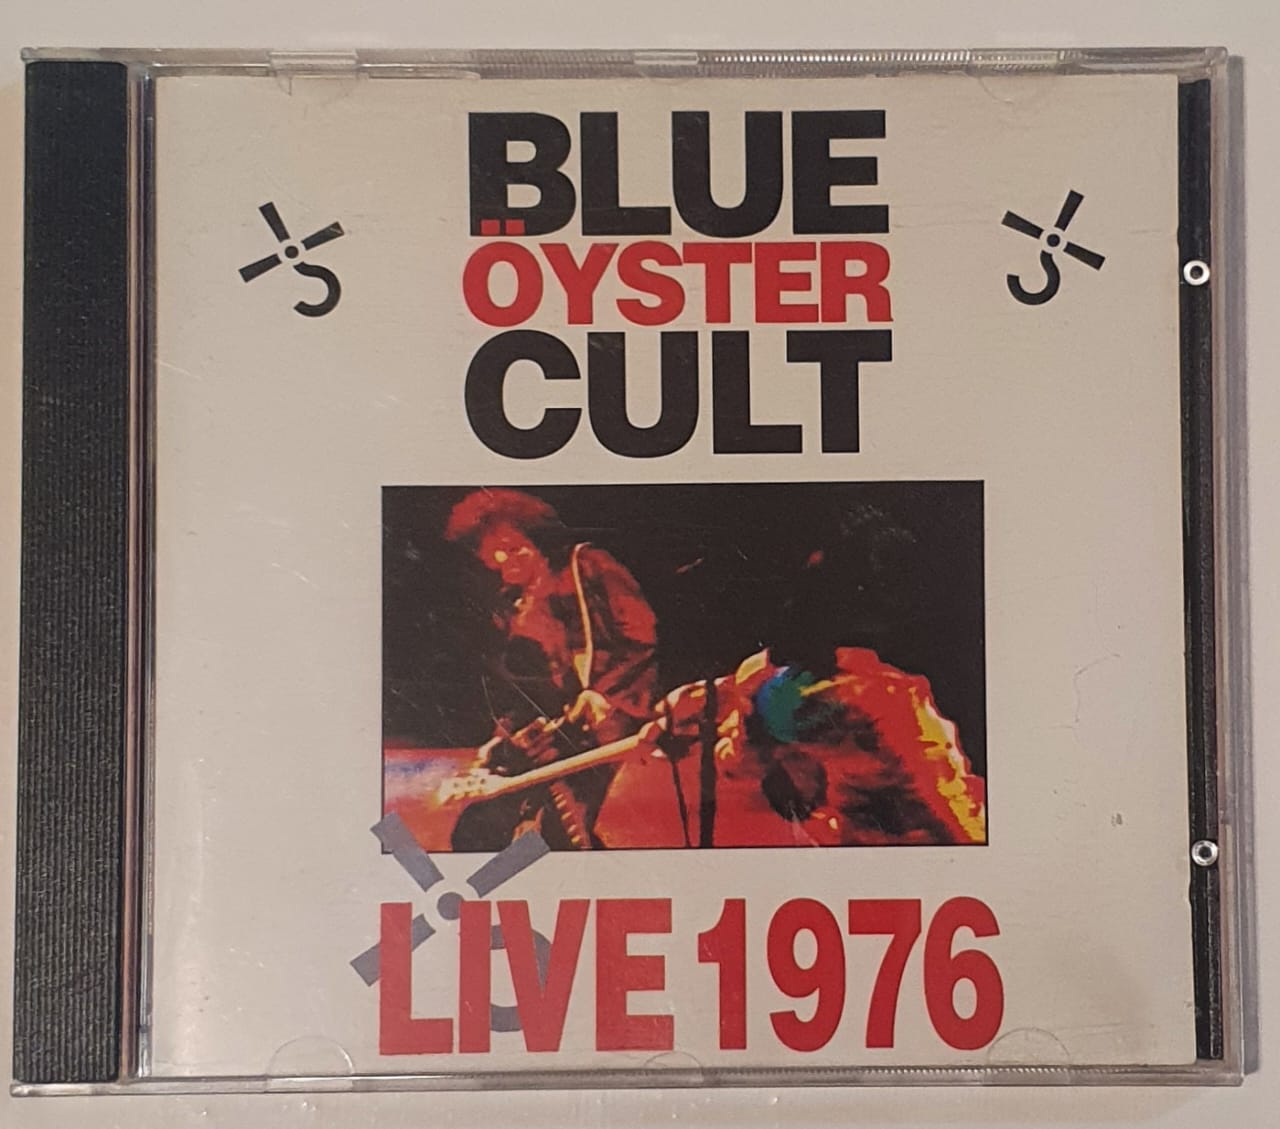 BLUE
ÖYSTER
CULT
LIVE 1976